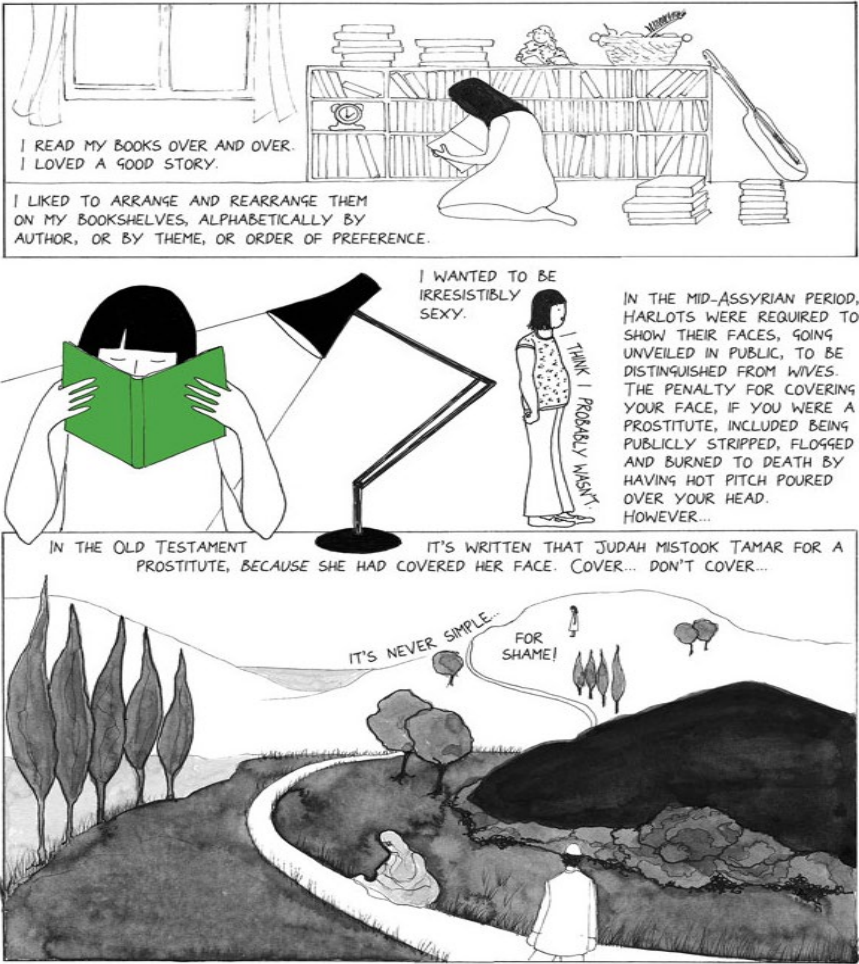 I READ MY BOOKS OVER AND OVER.
I LOVED A GOOD STORY.
I LIKED TO ARRANGE AND REARRANGE THEM
ON MY BOOKSHELVES, ALPHABETICALLY BY
AUTHOR, OR BY THEME, OR ORDER OF PREFERENCE.
I WANTED TO BE
IRRESISTIBLY
SEXY.
I THINK I PROBABLY WASN'T.
IN THE MID-ASSYRIAN PERIOD,
HARLOTS WERE REQUIRED TO
SHOW THEIR FACES, GOING
UNVEILED IN PUBLIC, TO BE
DISTINGUISHED FROM WIVES.
THE PENALTY FOR COVERING
YOUR FACE, IF YOU WERE A
PROSTITUTE, INCLUDED BEING
PUBLICLY STRIPPED, FLOGGED
AND BURNED TO DEATH BY
HAVING HOT PITCH POURED
OVER YOUR HEAD.
HOWEVER...
IN THE OLD TESTAMENT IT'S WRITTEN THAT JUDAH MISTOOK TAMAR FOR A
PROSTITUTE, BECAUSE SHE HAD COVERED HER FACE. COVER... DON'T COVER...
IT'S NEVER SIMPLE...
FOR
SHAME!